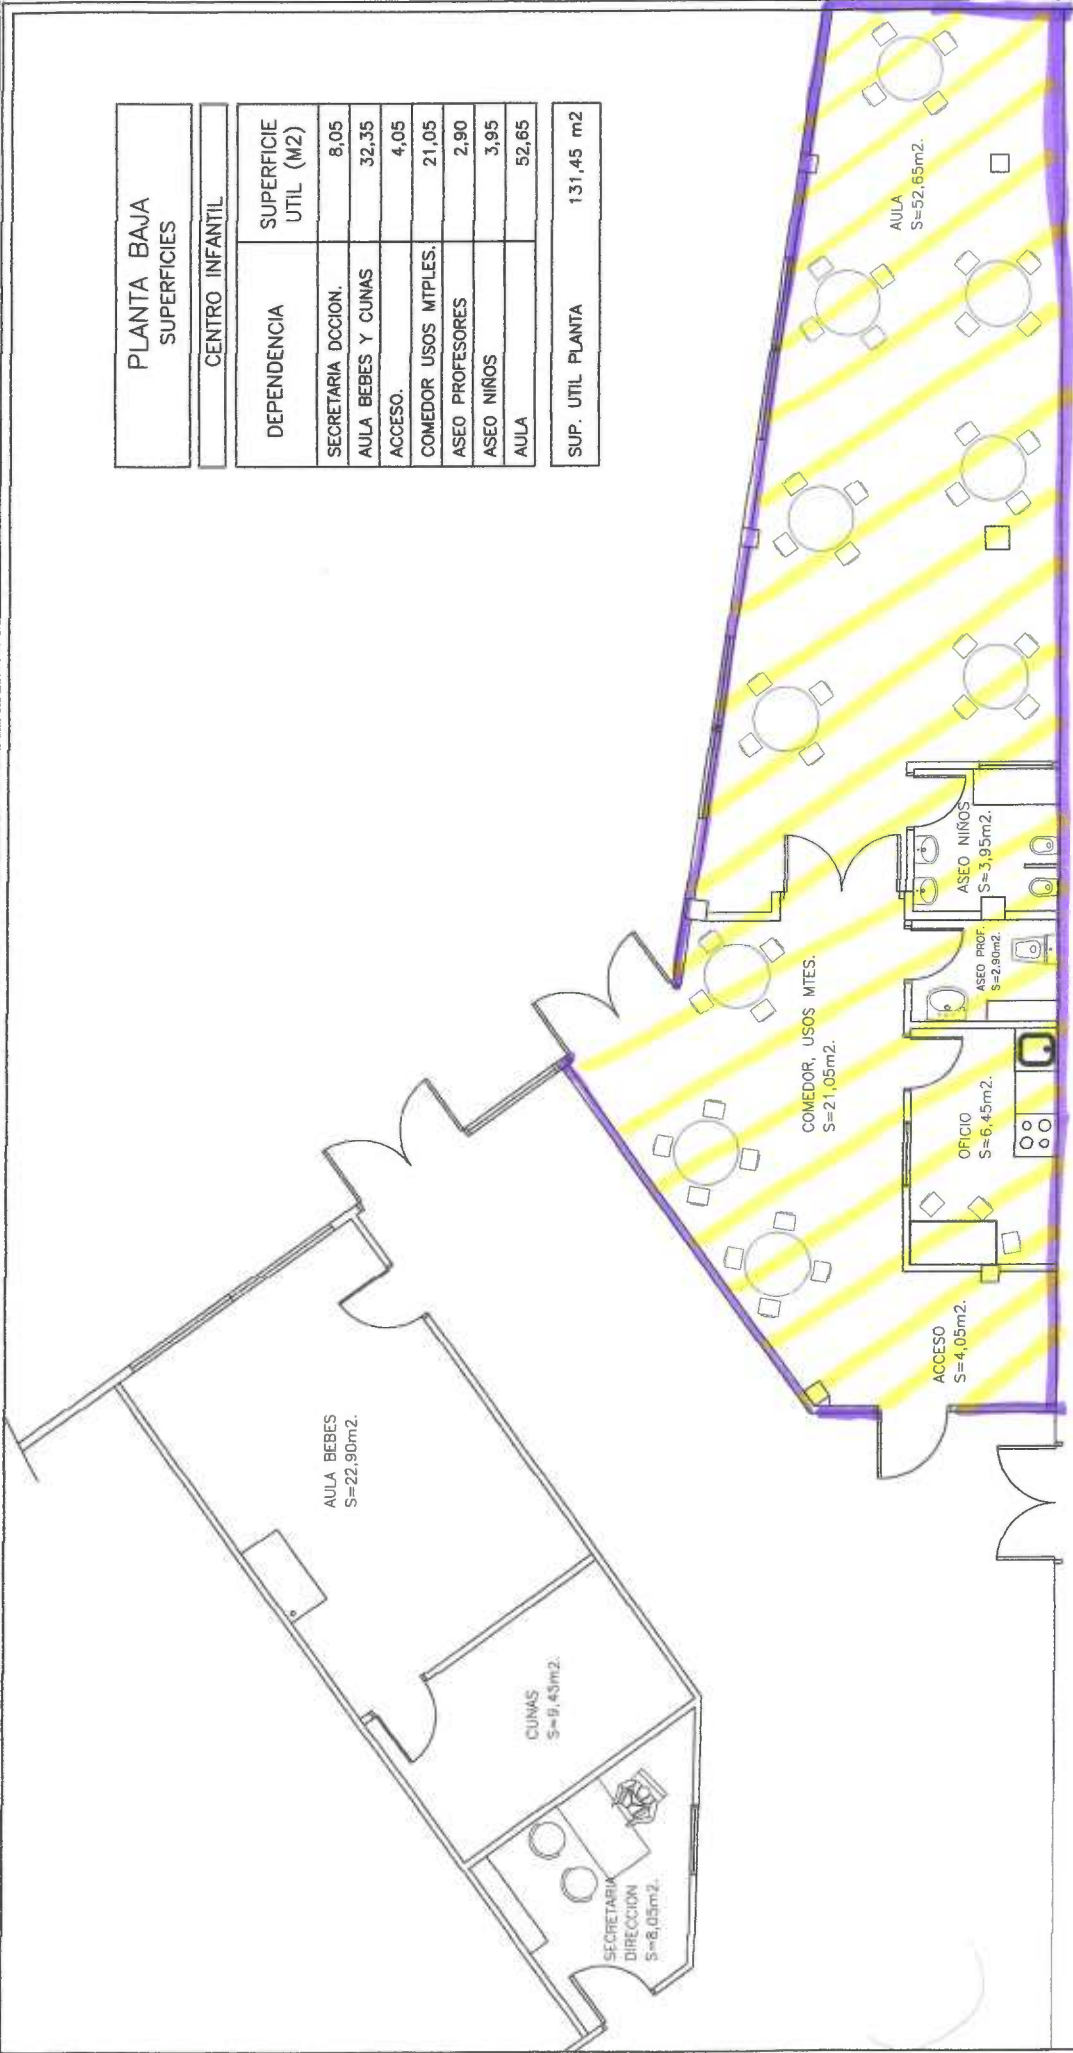 PLANTA BAJA
SUPERFICIES
CENTRO INFANTIL
DEPENDENCIA
SUPERFICIE
UTIL (M2)
SECRETARIA DCCION. 8,05
AULA BEBES Y CUNAS 32,35
ACCESO. 4,05
COMEDOR USOS MTPLES. 21,05
ASEO PROFESORES 2,90
ASEO NIÑOS 3,95
AULA 52,65
SUP. UTIL PLANTA 131,45 m2
AULA BEBES
S=22,90m2.
CUNAS
S=9,45m2.
SECRETARIA
DIRECCION
S=8,05m2.
ACCESO
S=4,05m2.
OFICIO
S=6,45m2.
COMEDOR, USOS MTES.
S=21,05m2.
ASEO PROF.
S=2,90m2.
ASEO NIÑOS
S=3,95m2.
AULA
S=52,65m2.